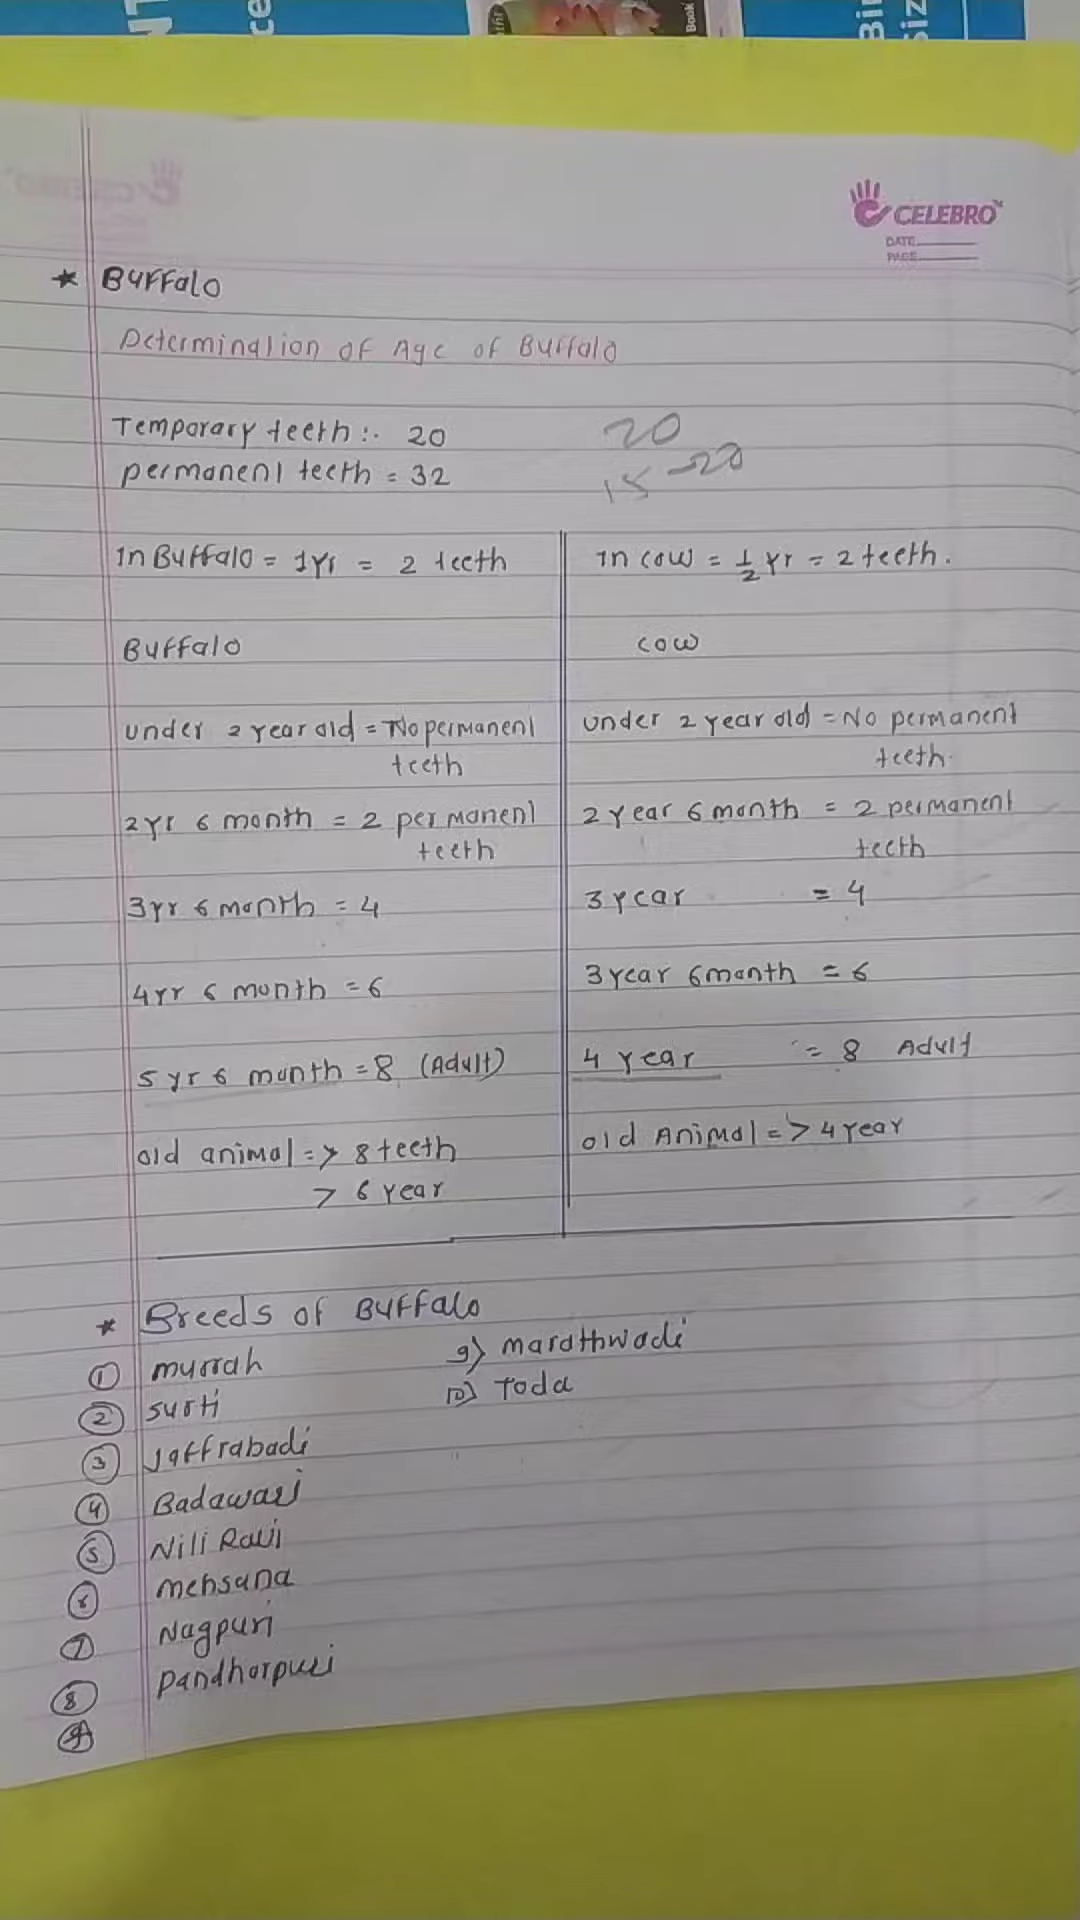 ce
Book
Bi
siz
CELEBRO
DATE
PAGE
* Buffalo
Determination of Age of Buffalo
Temporary teeth :- 20
20
permanent teeth = 32
15-20
In Buffalo = 1yr = 2 teeth
In cow = 1/2 yr = 2 teeth.
Buffalo
cow
under 2 year old = No permanent
teeth
under 2 year old = No permanent
teeth.
2yr 6 month = 2 permanent
teeth
2 year 6 month = 2 permanent
teeth
3yr 6 month = 4
3 year = 4
4yr 6 month = 6
3 year 6 month = 6
5 yr 6 month = 8 (Adult)
4 year = 8 Adult
old animal => 8 teeth
> 6 year
old Animal => 4 year
* Breeds of Buffalo
① murrah
② surti
③ Jaffrabadi
④ Badawari
⑤ Nili Ravi
⑥ mehsana
⑦ Nagpuri
⑧ pandharpuri
⑨
9) marathwadi
10) Toda